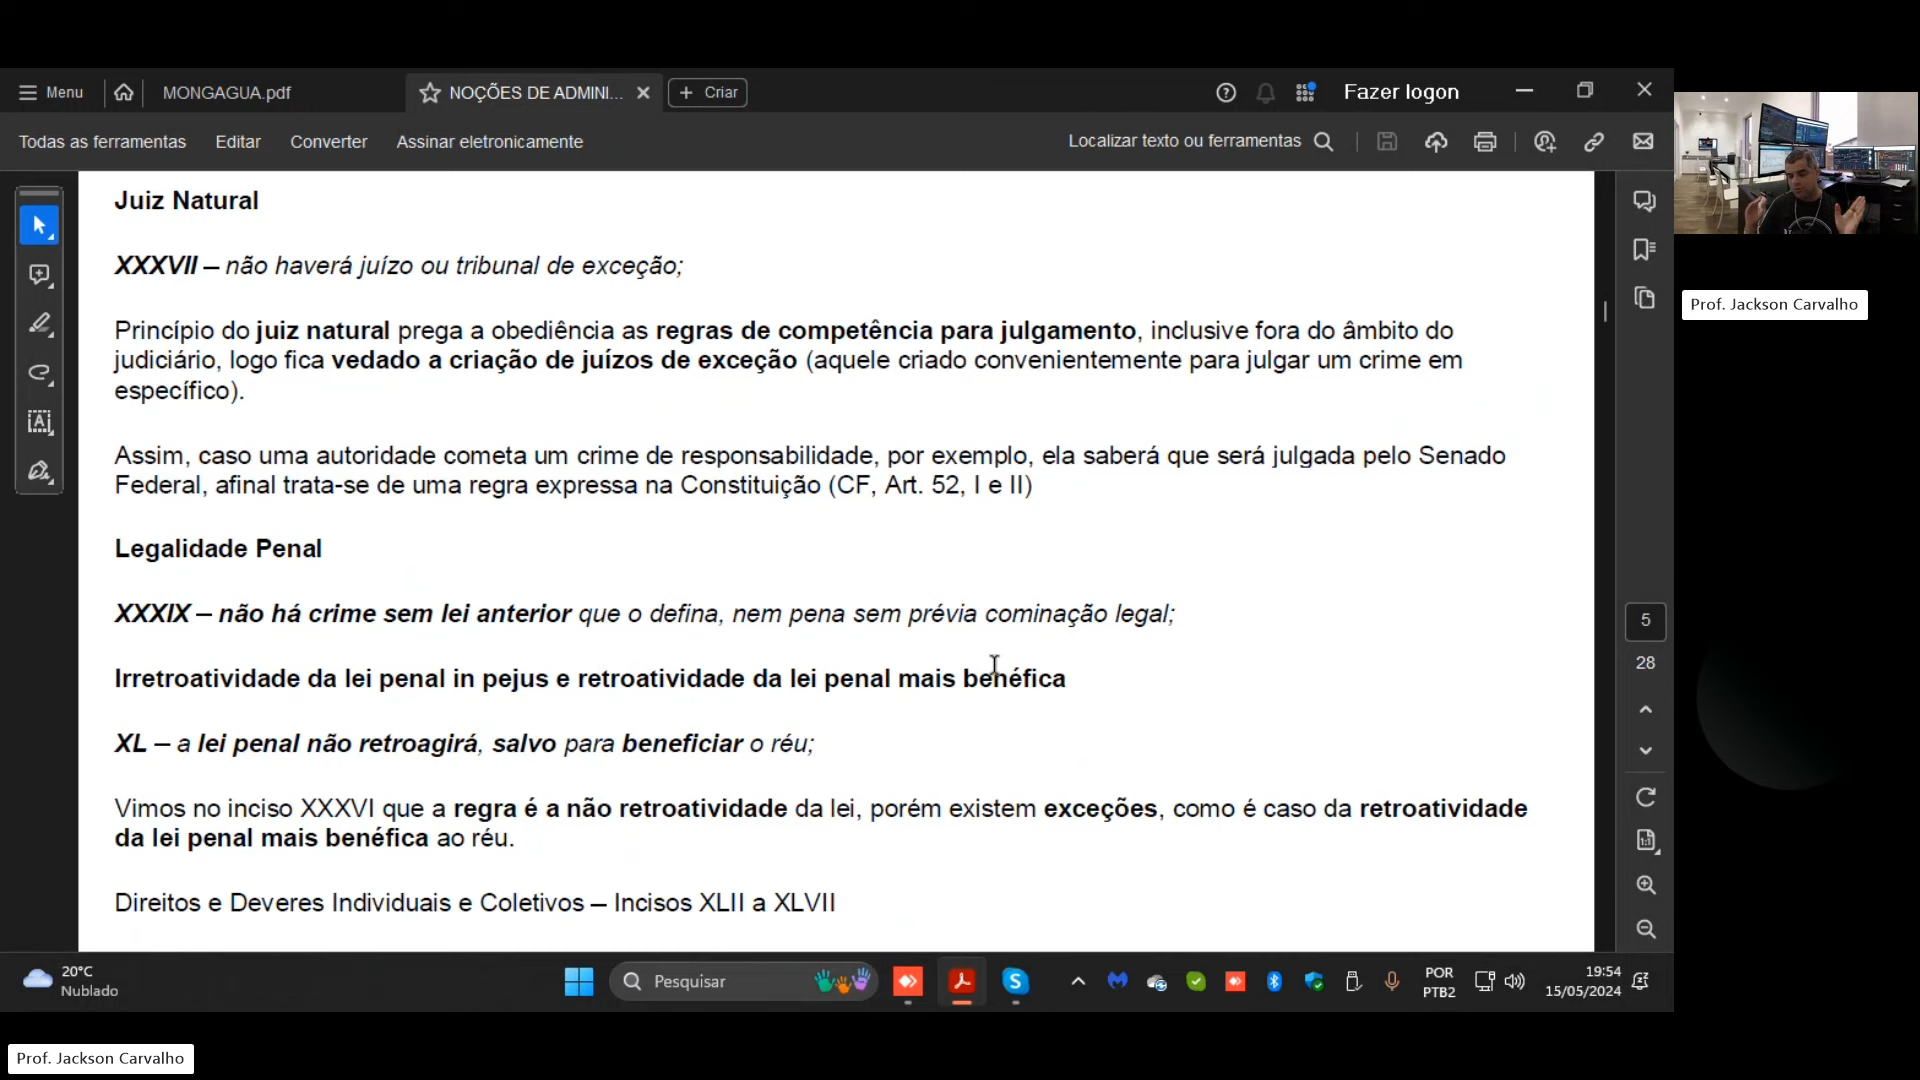 Menu
MONGAGUA.pdf
NOÇÕES DE ADMINI...
Criar
Fazer logon
Todas as ferramentas
Editar
Converter
Assinar eletronicamente
Localizar texto ou ferramentas
Juiz Natural
XXXVII – não haverá juízo ou tribunal de exceção;
Princípio do juiz natural prega a obediência as regras de competência para julgamento, inclusive fora do âmbito do
judiciário, logo fica vedado a criação de juízos de exceção (aquele criado convenientemente para julgar um crime em
específico).
Assim, caso uma autoridade cometa um crime de responsabilidade, por exemplo, ela saberá que será julgada pelo Senado
Federal, afinal trata-se de uma regra expressa na Constituição (CF, Art. 52, I e II)
Legalidade Penal
XXXIX – não há crime sem lei anterior que o defina, nem pena sem prévia cominação legal;
Irretroatividade da lei penal in pejus e retroatividade da lei penal mais benéfica
XL – a lei penal não retroagirá, salvo para beneficiar o réu;
Vimos no inciso XXXVI que a regra é a não retroatividade da lei, porém existem exceções, como é caso da retroatividade
da lei penal mais benéfica ao réu.
Direitos e Deveres Individuais e Coletivos – Incisos XLII a XLVII
5
28
Prof. Jackson Carvalho
20°C
Nublado
Pesquisar
POR
PTB2
19:54
15/05/2024
Prof. Jackson Carvalho